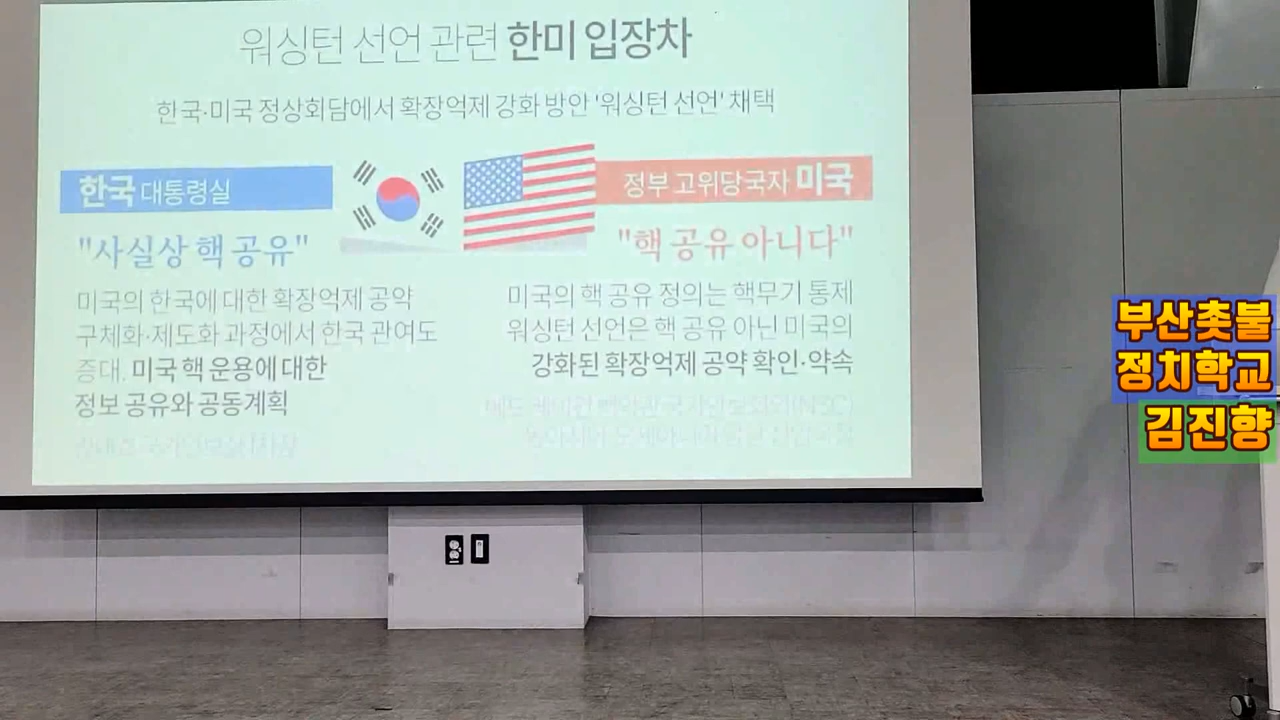 워싱턴 선언 관련 한미 입장차
한국·미국 정상회담에서 확장억제 강화 방안 '워싱턴 선언' 채택
한국 대통령실
"사실상 핵 공유"
미국의 한국에 대한 확장억제 공약
구체화·제도화 과정에서 한국 관여도
증대. 미국 핵 운용에 대한
정보 공유와 공동계획
정부 고위당국자 미국
"핵 공유 아니다"
미국의 핵 공유 정의는 핵무기 통제
워싱턴 선언은 핵 공유 아닌 미국의
강화된 확장억제 공약 확인·약속
부산촛불
정치학교
김진향